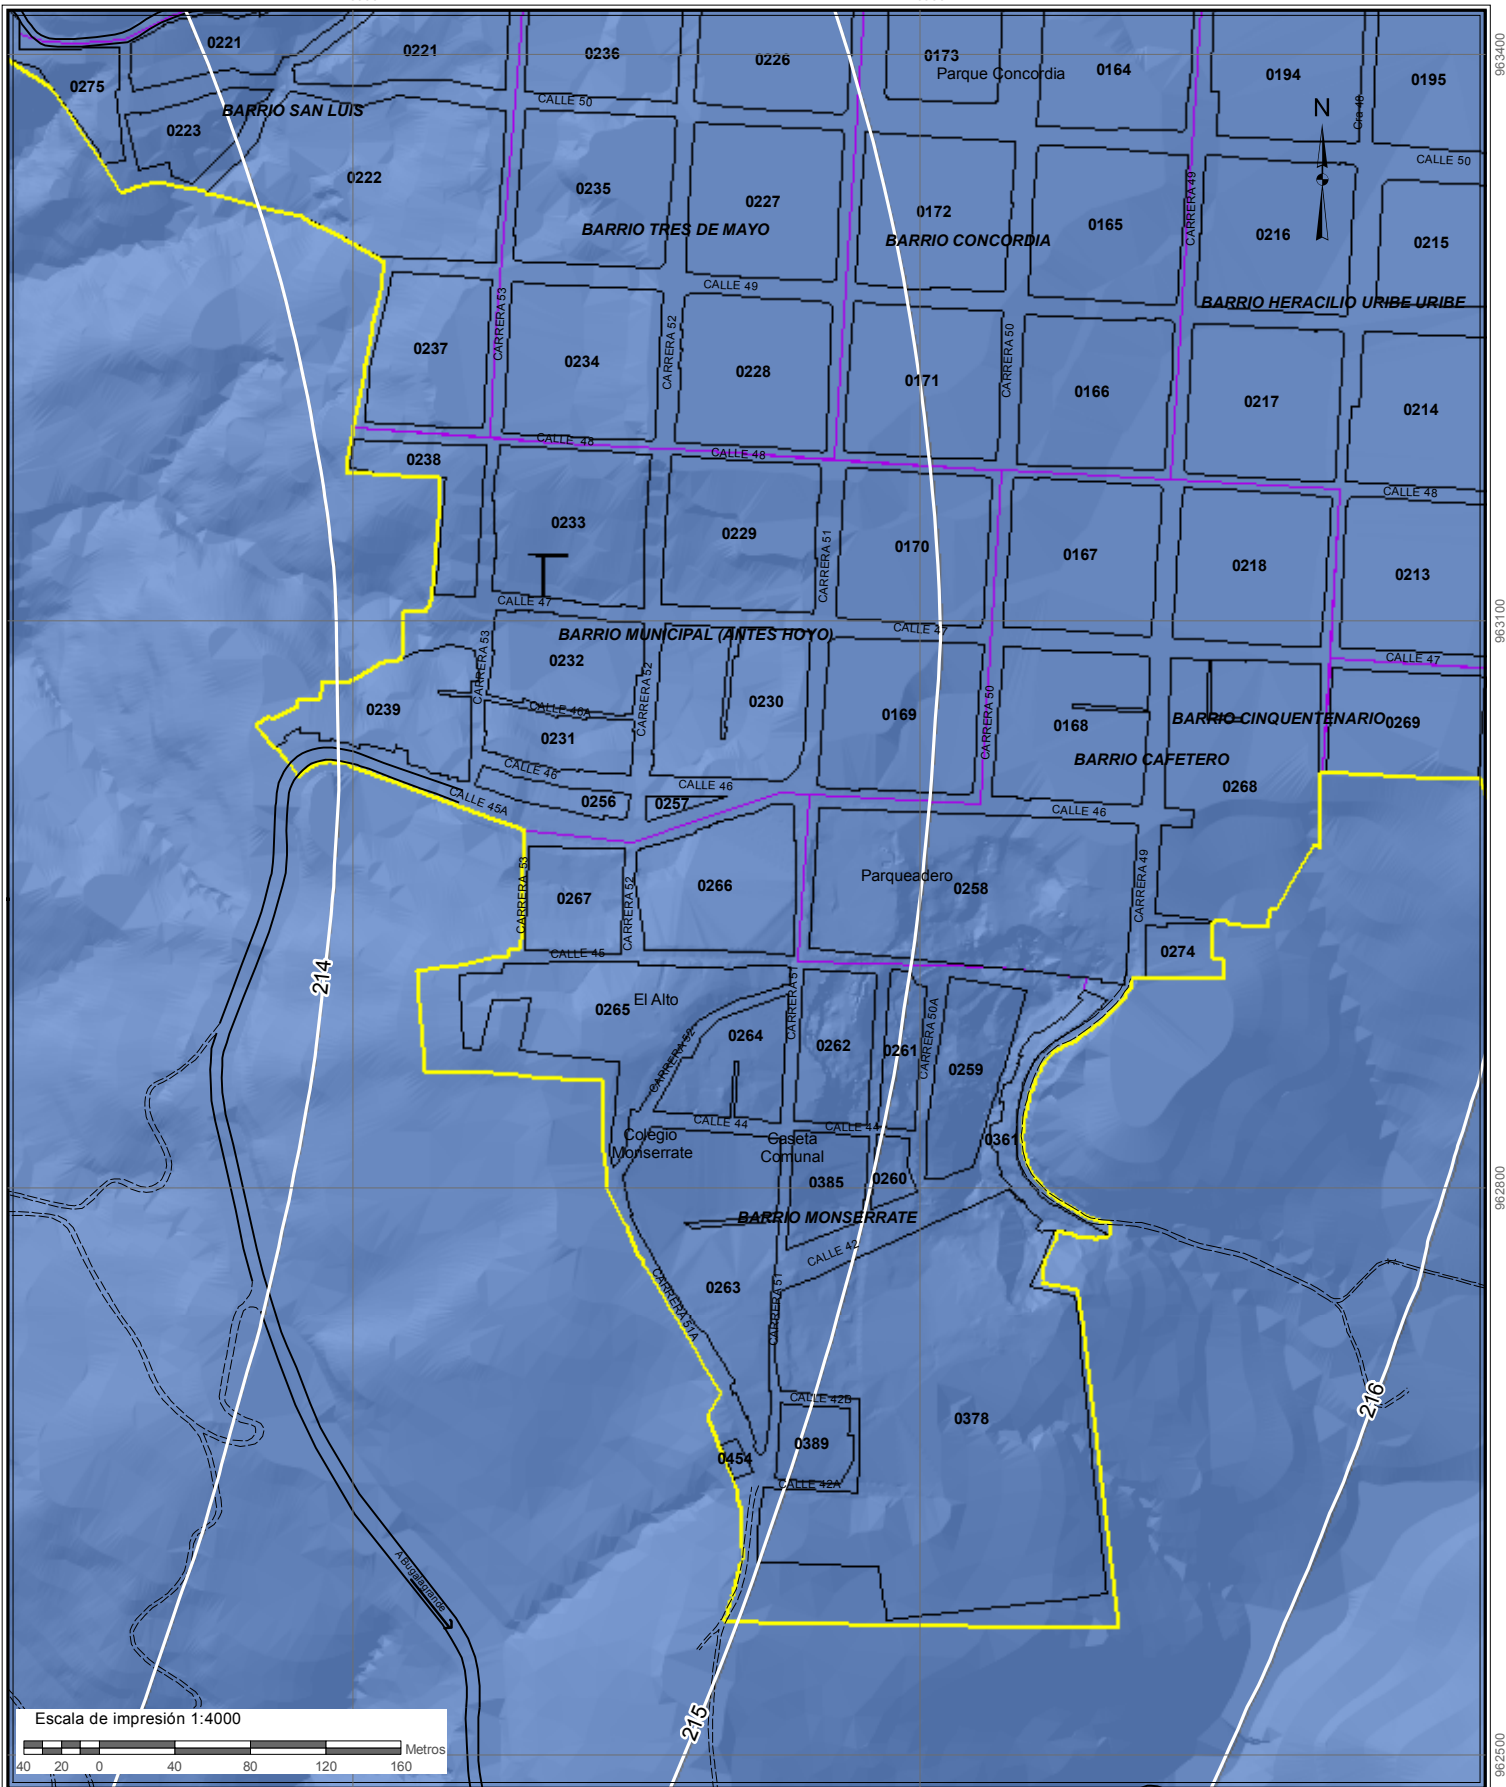 0221
0221
0236
0226
0173
Parque Concordia
0164
0194
0195
963400
0275
BARRIO SAN LUIS
0223
CALLE 50
Cra 48
N
CALLE 50
0222
0235
0227
0172
0165
CARRERA 49
0216
0215
BARRIO TRES DE MAYO
BARRIO CONCORDIA
CALLE 49
BARRIO HERACILIO URIBE URIBE
CARRERA 53
CARRERA 52
CARRERA 50
0237
0234
0228
0171
0166
0217
0214
CALLE 48
CALLE 48
0238
CALLE 48
0233
0229
CARRERA 51
0170
0167
0218
0213
CALLE 47
CALLE 47
963100
BARRIO MUNICIPAL (ANTES HOYO)
CARRERA 53
0232
CARRERA 52
CALLE 47
0239
CALLE 46A
0230
0169
CARRERA 50
0168
BARRIO CINQUENTENARIO
0269
0231
BARRIO CAFETERO
CALLE 46
CALLE 46
0268
CALLE 45A
0256
0257
CALLE 46
CARRERA 53
CARRERA 52
0267
0266
Parqueadero
0258
CARRERA 49
CALLE 45
0274
214
0265
El Alto
CARRERA 51
CARRERA 52
0264
0262
0261
CARRERA 50A
0259
CALLE 44
CALLE 44
Colegio
Monserrate
Caseta
Comunal
0361
0385
0260
962800
BARRIO MONSERRATE
CALLE 42
0263
CARRERA 51A
CARRERA 51
CALLE 42B
216
0378
0389
0454
CALLE 42A
A Bugalagrande
215
Escala de impresión 1:4000
Metros
40 20 0 40 80 120 160
962500